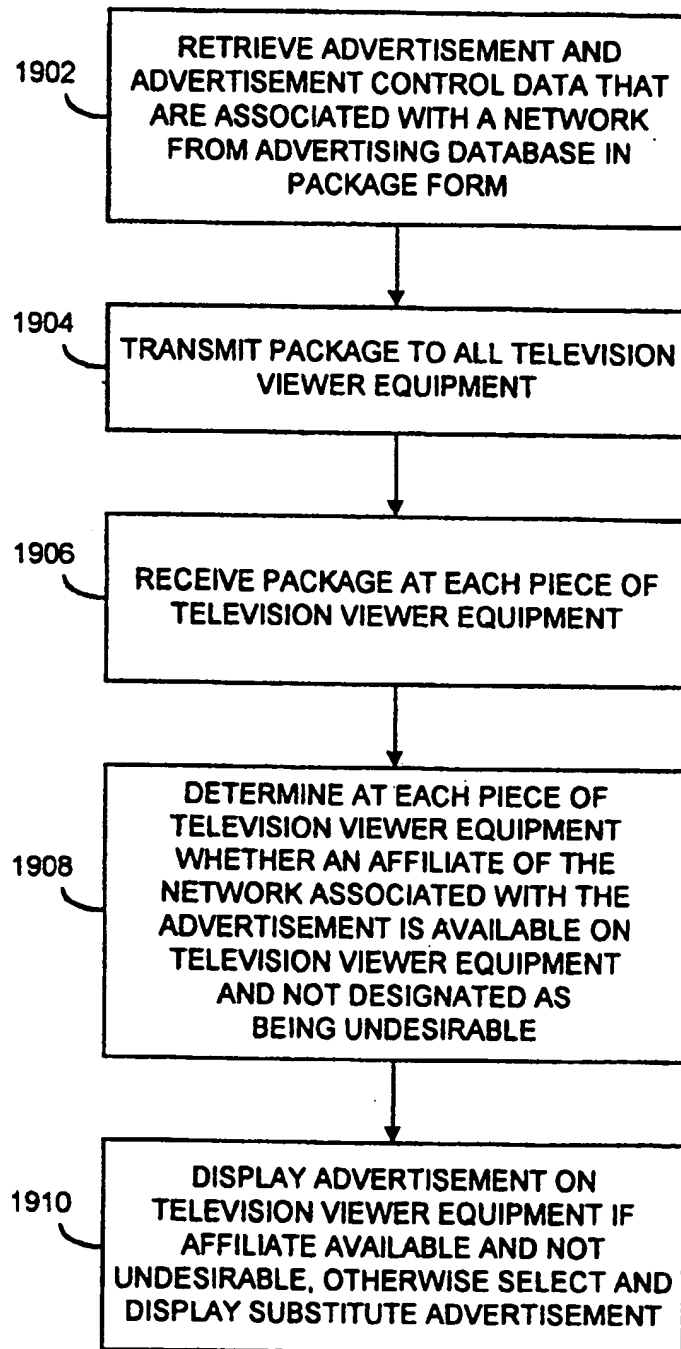 1902
RETRIEVE ADVERTISEMENT AND
ADVERTISEMENT CONTROL DATA THAT
ARE ASSOCIATED WITH A NETWORK
FROM ADVERTISING DATABASE IN
PACKAGE FORM
1904
TRANSMIT PACKAGE TO ALL TELEVISION
VIEWER EQUIPMENT
1906
RECEIVE PACKAGE AT EACH PIECE OF
TELEVISION VIEWER EQUIPMENT
1908
DETERMINE AT EACH PIECE OF
TELEVISION VIEWER EQUIPMENT
WHETHER AN AFFILIATE OF THE
NETWORK ASSOCIATED WITH THE
ADVERTISEMENT IS AVAILABLE ON
TELEVISION VIEWER EQUIPMENT
AND NOT DESIGNATED AS
BEING UNDESIRABLE
1910
DISPLAY ADVERTISEMENT ON
TELEVISION VIEWER EQUIPMENT IF
AFFILIATE AVAILABLE AND NOT
UNDESIRABLE, OTHERWISE SELECT AND
DISPLAY SUBSTITUTE ADVERTISEMENT